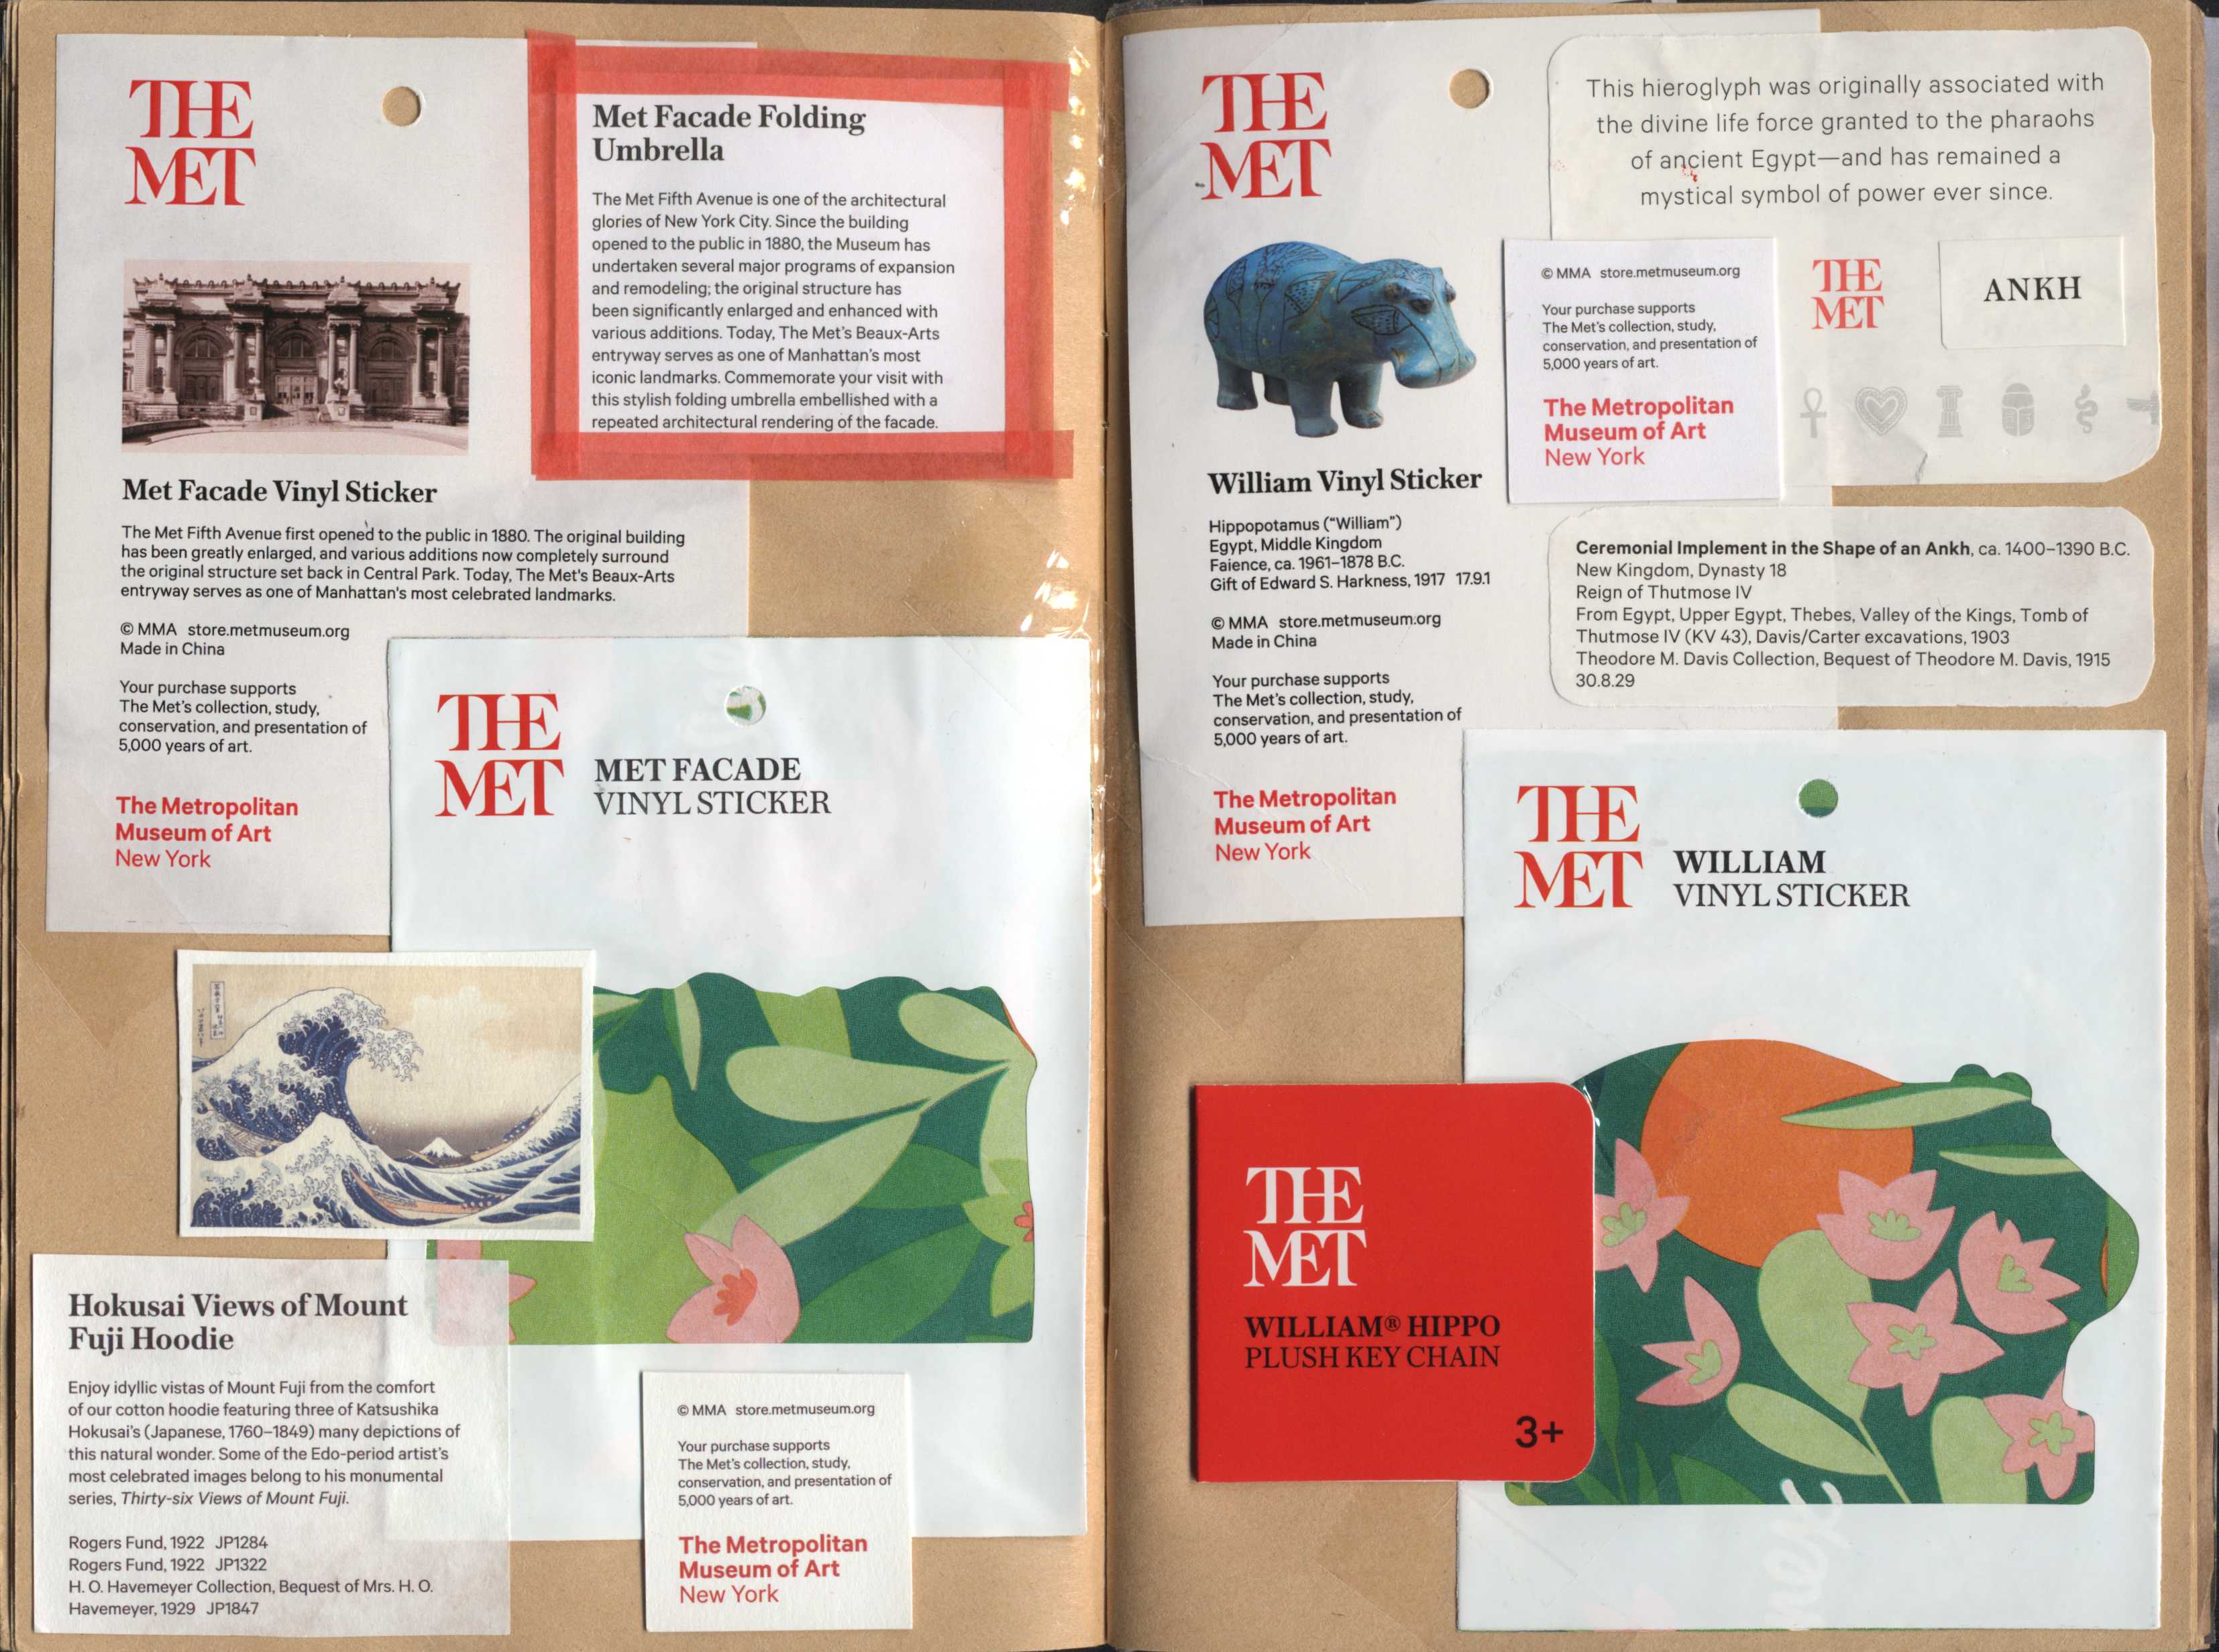 THE
MET
Met Facade Vinyl Sticker
The Met Fifth Avenue first opened to the public in 1880. The original building
has been greatly enlarged, and various additions now completely surround
the original structure set back in Central Park. Today, The Met's Beaux-Arts
entryway serves as one of Manhattan's most celebrated landmarks.
© MMA store.metmuseum.org
Made in China
Your purchase supports
The Met's collection, study,
conservation, and presentation of
5,000 years of art.
The Metropolitan
Museum of Art
New York
Met Facade Folding
Umbrella
The Met Fifth Avenue is one of the architectural
glories of New York City. Since the building
opened to the public in 1880, the Museum has
undertaken several major programs of expansion
and remodeling; the original structure has
been significantly enlarged and enhanced with
various additions. Today, The Met's Beaux-Arts
entryway serves as one of Manhattan's most
iconic landmarks. Commemorate your visit with
this stylish folding umbrella embellished with a
repeated architectural rendering of the facade.
THE
MET
MET FACADE
VINYL STICKER
Hokusai Views of Mount
Fuji Hoodie
Enjoy idyllic vistas of Mount Fuji from the comfort
of our cotton hoodie featuring three of Katsushika
Hokusai's (Japanese, 1760–1849) many depictions of
this natural wonder. Some of the Edo-period artist's
most celebrated images belong to his monumental
series, Thirty-six Views of Mount Fuji.
Rogers Fund, 1922 JP1284
Rogers Fund, 1922 JP1322
H. O. Havemeyer Collection, Bequest of Mrs. H. O.
Havemeyer, 1929 JP1847
© MMA store.metmuseum.org
Your purchase supports
The Met's collection, study,
conservation, and presentation of
5,000 years of art.
The Metropolitan
Museum of Art
New York
THE
MET
William Vinyl Sticker
Hippopotamus ("William")
Egypt, Middle Kingdom
Faience, ca. 1961–1878 B.C.
Gift of Edward S. Harkness, 1917 17.9.1
© MMA store.metmuseum.org
Made in China
Your purchase supports
The Met's collection, study,
conservation, and presentation of
5,000 years of art.
The Metropolitan
Museum of Art
New York
This hieroglyph was originally associated with
the divine life force granted to the pharaohs
of ancient Egypt—and has remained a
mystical symbol of power ever since.
© MMA store.metmuseum.org
Your purchase supports
The Met's collection, study,
conservation, and presentation of
5,000 years of art.
The Metropolitan
Museum of Art
New York
THE
MET
ANKH
Ceremonial Implement in the Shape of an Ankh, ca. 1400–1390 B.C.
New Kingdom, Dynasty 18
Reign of Thutmose IV
From Egypt, Upper Egypt, Thebes, Valley of the Kings, Tomb of
Thutmose IV (KV 43), Davis/Carter excavations, 1903
Theodore M. Davis Collection, Bequest of Theodore M. Davis, 1915
30.8.29
THE
MET
WILLIAM
VINYL STICKER
THE
MET
WILLIAM® HIPPO
PLUSH KEY CHAIN
3+